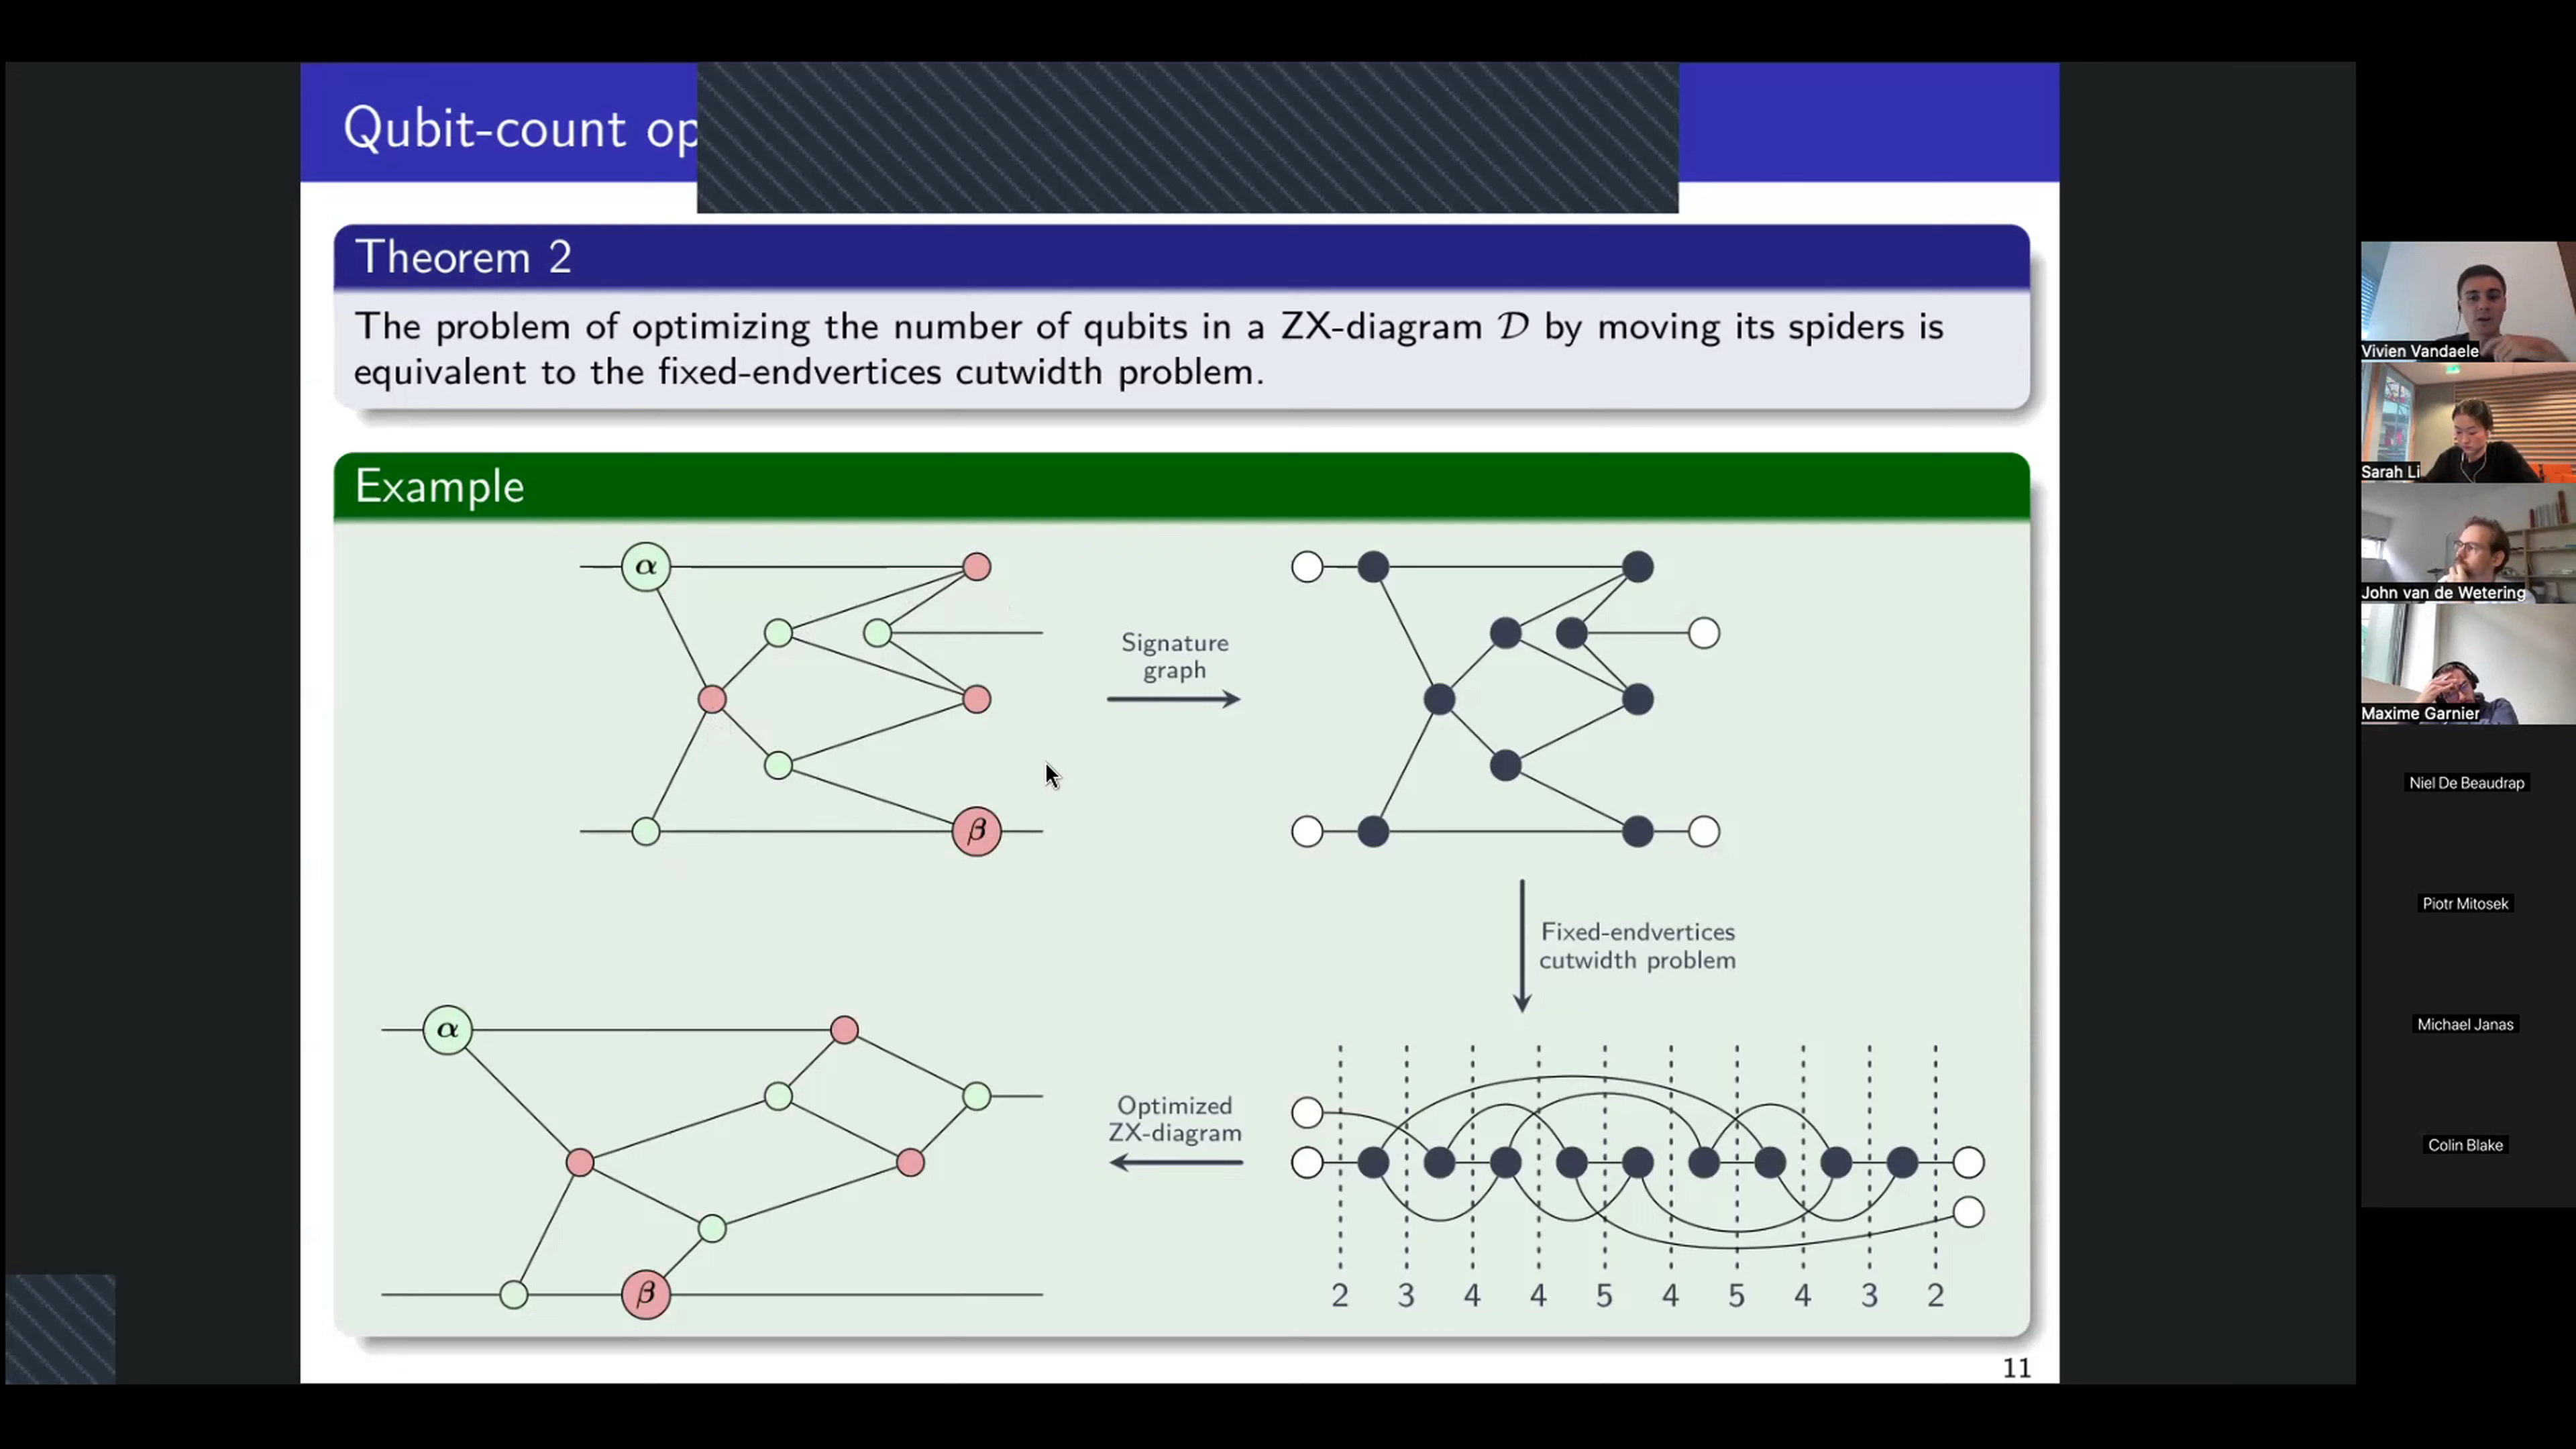 Qubit-count op
Theorem 2
The problem of optimizing the number of qubits in a ZX-diagram 𝒟 by moving its spiders is
equivalent to the fixed-endvertices cutwidth problem.
Example
α
β
Signature
graph
Fixed-endvertices
cutwidth problem
Optimized
ZX-diagram
α
β
2 3 4 4 5 4 5 4 3 2
11
Vivien Vandaele
Sarah Li
John van de Wetering
Maxime Garnier
Niel De Beaudrap
Piotr Mitosek
Michael Janas
Colin Blake